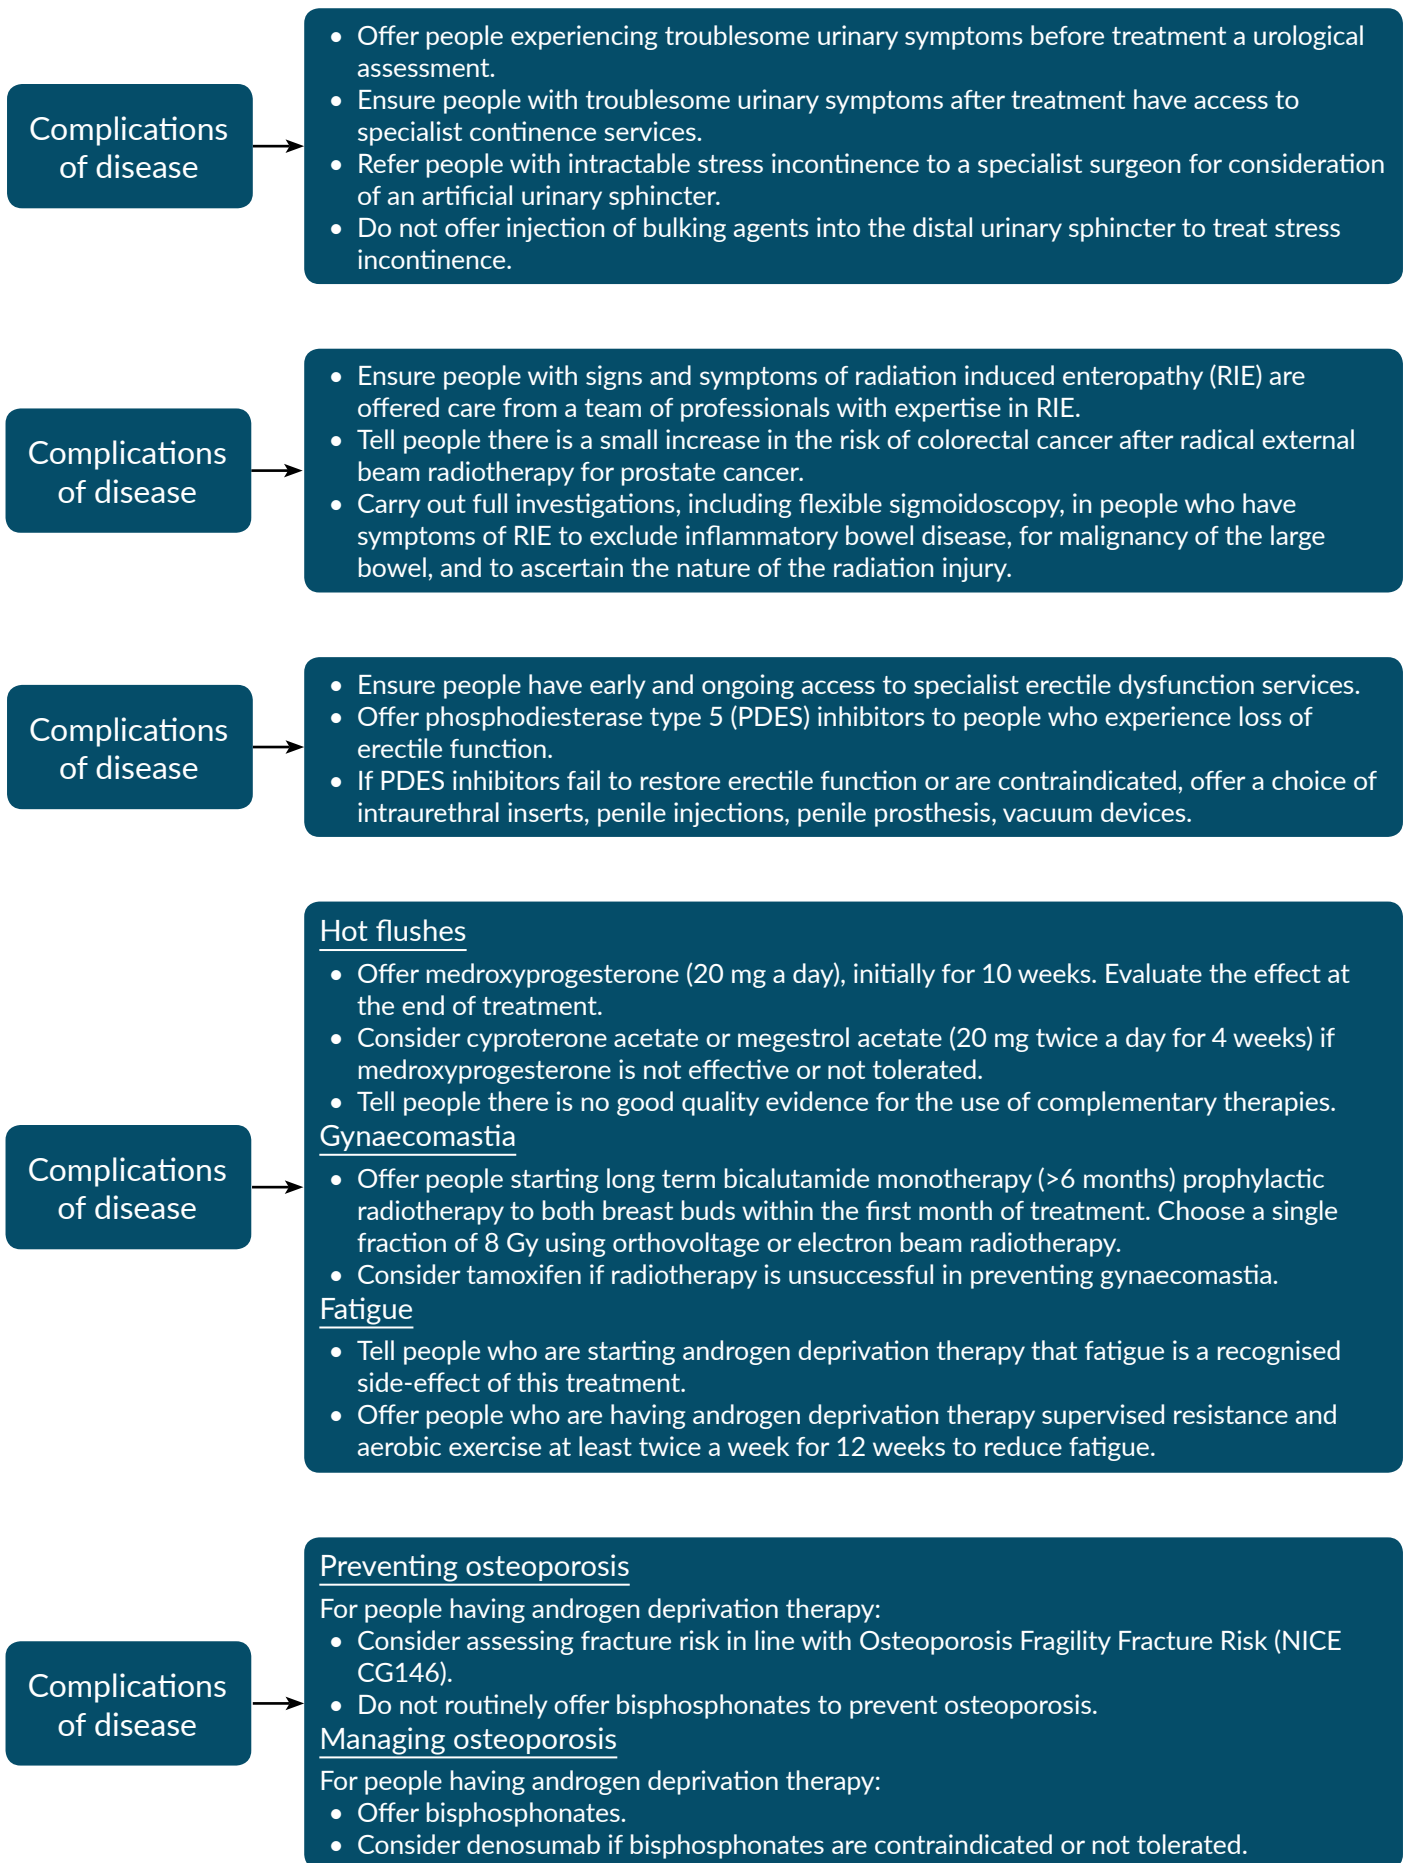 Complications
of disease
• Offer people experiencing troublesome urinary symptoms before treatment a urological
assessment.
• Ensure people with troublesome urinary symptoms after treatment have access to
specialist continence services.
• Refer people with intractable stress incontinence to a specialist surgeon for consideration
of an artificial urinary sphincter.
• Do not offer injection of bulking agents into the distal urinary sphincter to treat stress
incontinence.
Complications
of disease
• Ensure people with signs and symptoms of radiation induced enteropathy (RIE) are
offered care from a team of professionals with expertise in RIE.
• Tell people there is a small increase in the risk of colorectal cancer after radical external
beam radiotherapy for prostate cancer.
• Carry out full investigations, including flexible sigmoidoscopy, in people who have
symptoms of RIE to exclude inflammatory bowel disease, for malignancy of the large
bowel, and to ascertain the nature of the radiation injury.
Complications
of disease
• Ensure people have early and ongoing access to specialist erectile dysfunction services.
• Offer phosphodiesterase type 5 (PDES) inhibitors to people who experience loss of
erectile function.
• If PDES inhibitors fail to restore erectile function or are contraindicated, offer a choice of
intraurethral inserts, penile injections, penile prosthesis, vacuum devices.
Complications
of disease
Hot flushes
• Offer medroxyprogesterone (20 mg a day), initially for 10 weeks. Evaluate the effect at
the end of treatment.
• Consider cyproterone acetate or megestrol acetate (20 mg twice a day for 4 weeks) if
medroxyprogesterone is not effective or not tolerated.
• Tell people there is no good quality evidence for the use of complementary therapies.
Gynaecomastia
• Offer people starting long term bicalutamide monotherapy (>6 months) prophylactic
radiotherapy to both breast buds within the first month of treatment. Choose a single
fraction of 8 Gy using orthovoltage or electron beam radiotherapy.
• Consider tamoxifen if radiotherapy is unsuccessful in preventing gynaecomastia.
Fatigue
• Tell people who are starting androgen deprivation therapy that fatigue is a recognised
side-effect of this treatment.
• Offer people who are having androgen deprivation therapy supervised resistance and
aerobic exercise at least twice a week for 12 weeks to reduce fatigue.
Complications
of disease
Preventing osteoporosis
For people having androgen deprivation therapy:
• Consider assessing fracture risk in line with Osteoporosis Fragility Fracture Risk (NICE
CG146).
• Do not routinely offer bisphosphonates to prevent osteoporosis.
Managing osteoporosis
For people having androgen deprivation therapy:
• Offer bisphosphonates.
• Consider denosumab if bisphosphonates are contraindicated or not tolerated.